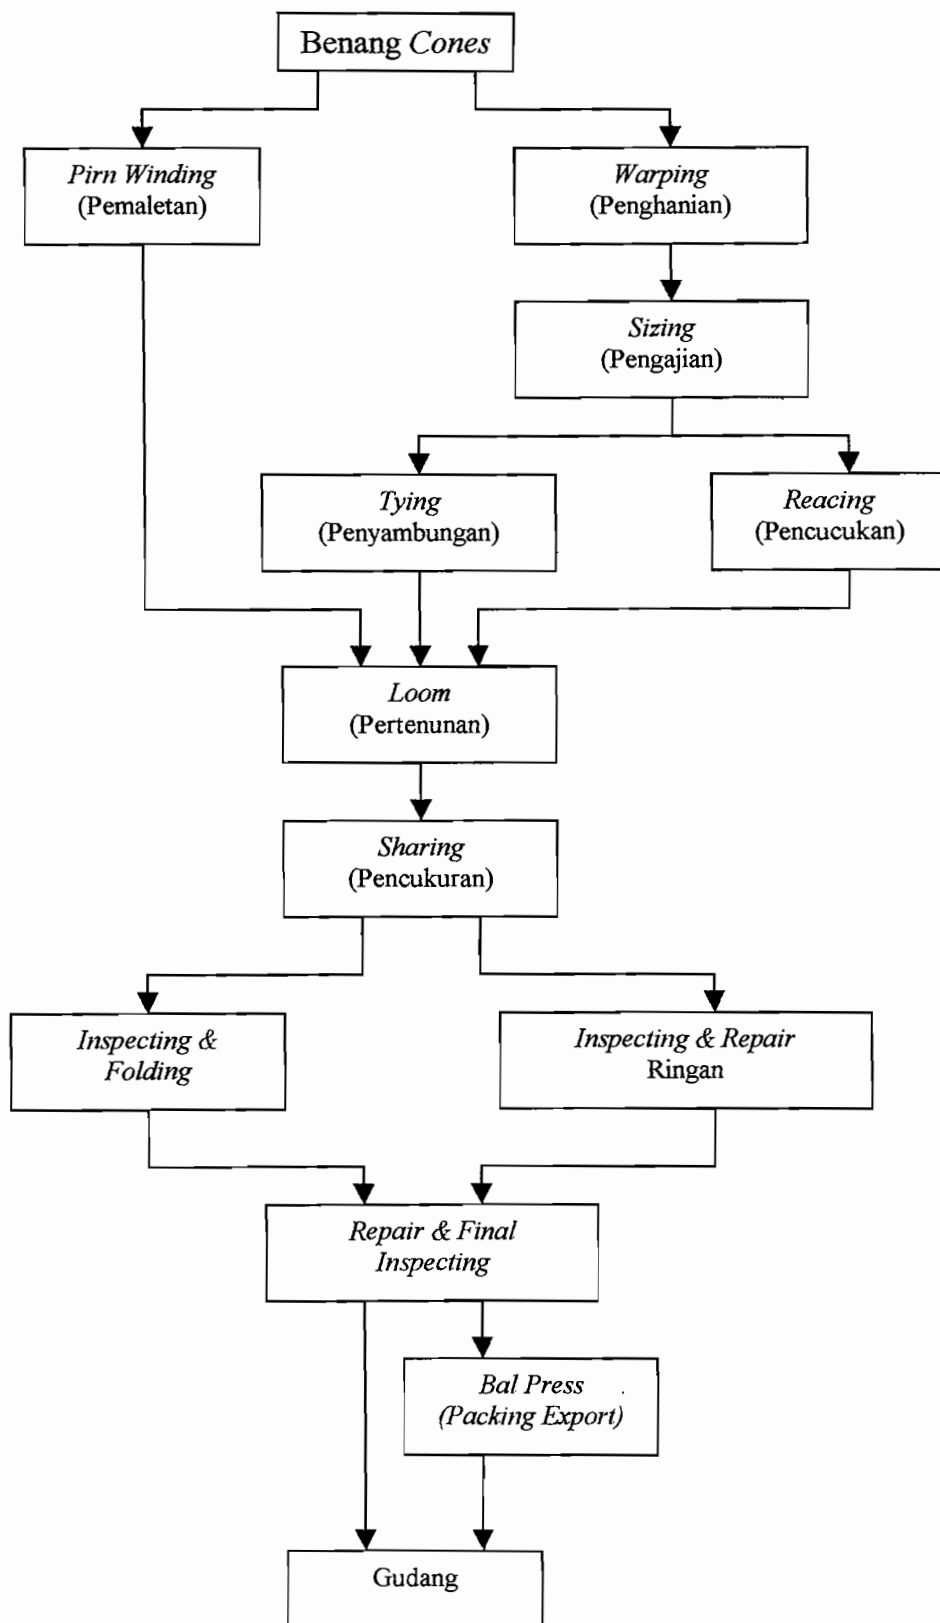 Benang Cones
Pirn Winding
(Pemaletan)
Warping
(Penghanian)
Sizing
(Pengajian)
Tying
(Penyambungan)
Reacing
(Pencucukan)
Loom
(Pertenunan)
Sharing
(Pencukuran)
Inspecting &
Folding
Inspecting & Repair
Ringan
Repair & Final
Inspecting
Bal Press
(Packing Export)
Gudang